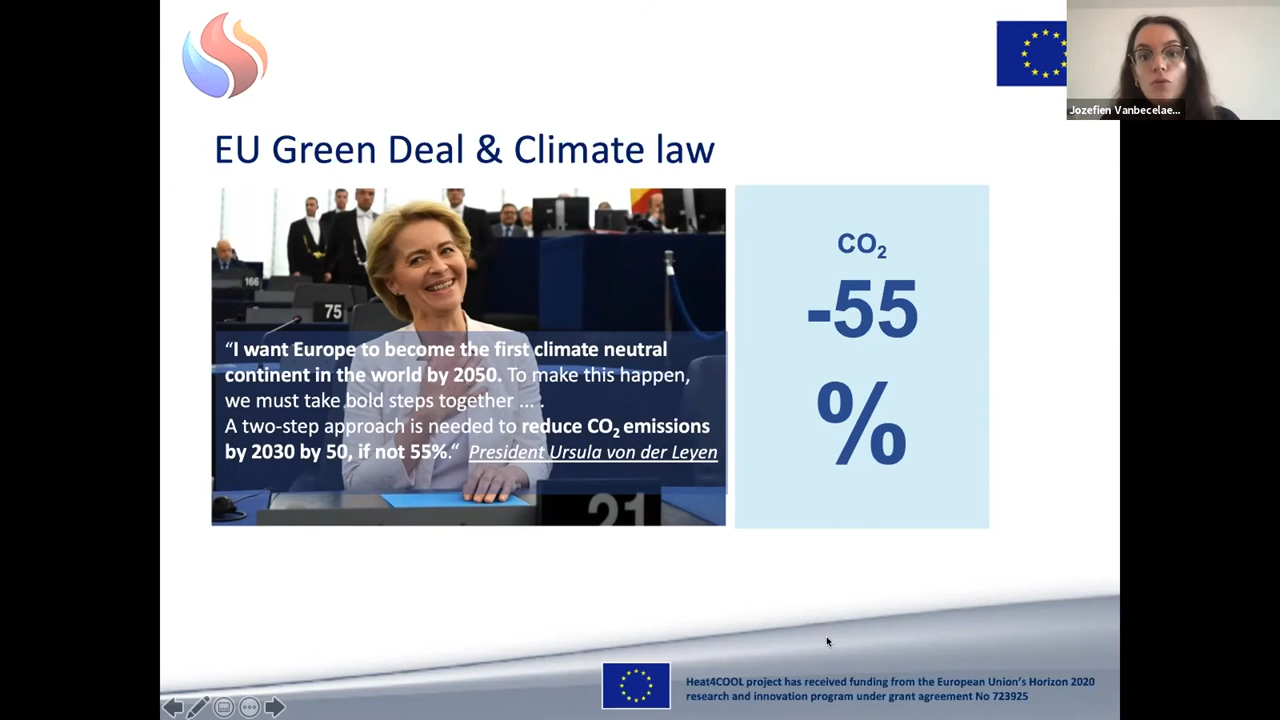 Jozefien Vanbecelae...
EU Green Deal & Climate law
166
75
“I want Europe to become the first climate neutral
continent in the world by 2050. To make this happen,
we must take bold steps together ... .
A two-step approach is needed to reduce CO₂ emissions
by 2030 by 50, if not 55%.“ President Ursula von der Leyen
21
CO₂
-55
%
Heat4COOL project has received funding from the European Union's Horizon 2020
research and innovation program under grant agreement No 723925